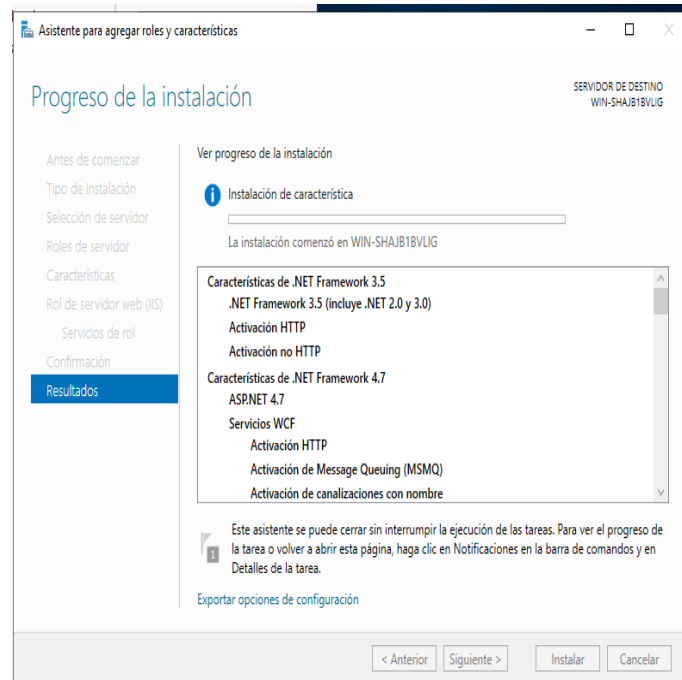 Asistente para agregar roles y características
Progreso de la instalación
SERVIDOR DE DESTINO
WIN-SHAJB1BVLIG
Antes de comenzar
Tipo de instalación
Selección de servidor
Roles de servidor
Características
Rol de servidor web (IIS)
Servicios de rol
Confirmación
Resultados
Ver progreso de la instalación
Instalación de característica
La instalación comenzó en WIN-SHAJB1BVLIG
Características de .NET Framework 3.5
.NET Framework 3.5 (incluye .NET 2.0 y 3.0)
Activación HTTP
Activación no HTTP
Características de .NET Framework 4.7
ASP.NET 4.7
Servicios WCF
Activación HTTP
Activación de Message Queuing (MSMQ)
Activación de canalizaciones con nombre
1
Este asistente se puede cerrar sin interrumpir la ejecución de las tareas. Para ver el progreso de
la tarea o volver a abrir esta página, haga clic en Notificaciones en la barra de comandos y en
Detalles de la tarea.
Exportar opciones de configuración
< Anterior
Siguiente >
Instalar
Cancelar